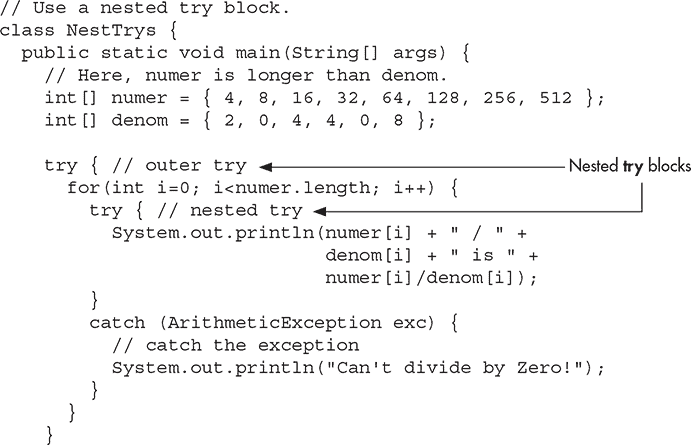 // Use a nested try block.
class NestTrys {
  public static void main(String[] args) {
    // Here, numer is longer than denom.
    int[] numer = { 4, 8, 16, 32, 64, 128, 256, 512 };
    int[] denom = { 2, 0, 4, 4, 0, 8 };

    try { // outer try Nested try blocks
      for(int i=0; i<numer.length; i++) {
        try { // nested try
          System.out.println(numer[i] + " / " +
                             denom[i] + " is " +
                             numer[i]/denom[i]);
        }
        catch (ArithmeticException exc) {
          // catch the exception
          System.out.println("Can't divide by Zero!");
        }
      }
    }